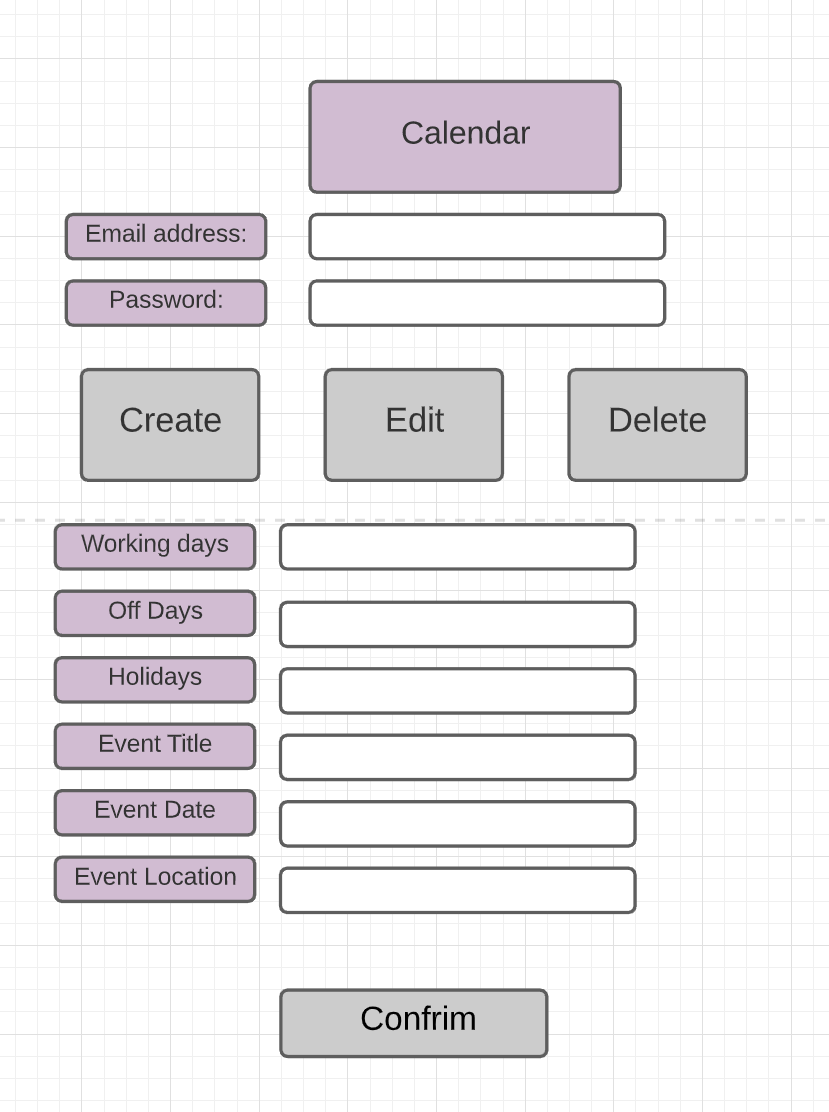 Calendar
Email address:
Password:
Create Edit Delete
Working days
Off Days
Holidays
Event Title
Event Date
Event Location
Confrim